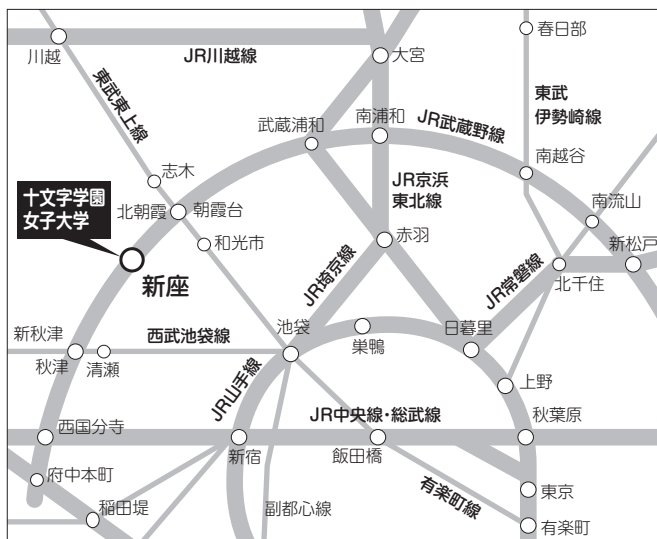 春日部
川越
JR川越線
大宮
東武東上線
東武
伊勢崎線
武蔵浦和
南浦和
JR武蔵野線
志木
南越谷
十文字学園
女子大学
北朝霞
朝霞台
JR京浜
東北線
南流山
和光市
赤羽
新松戸
新座
JR埼京線
JR常磐線
北千住
新秋津
西武池袋線
池袋
巣鴨
日暮里
秋津
清瀬
上野
JR山手線
JR中央線・総武線
西国分寺
秋葉原
新宿
飯田橋
府中本町
有楽町線
東京
稲田堤
副都心線
有楽町